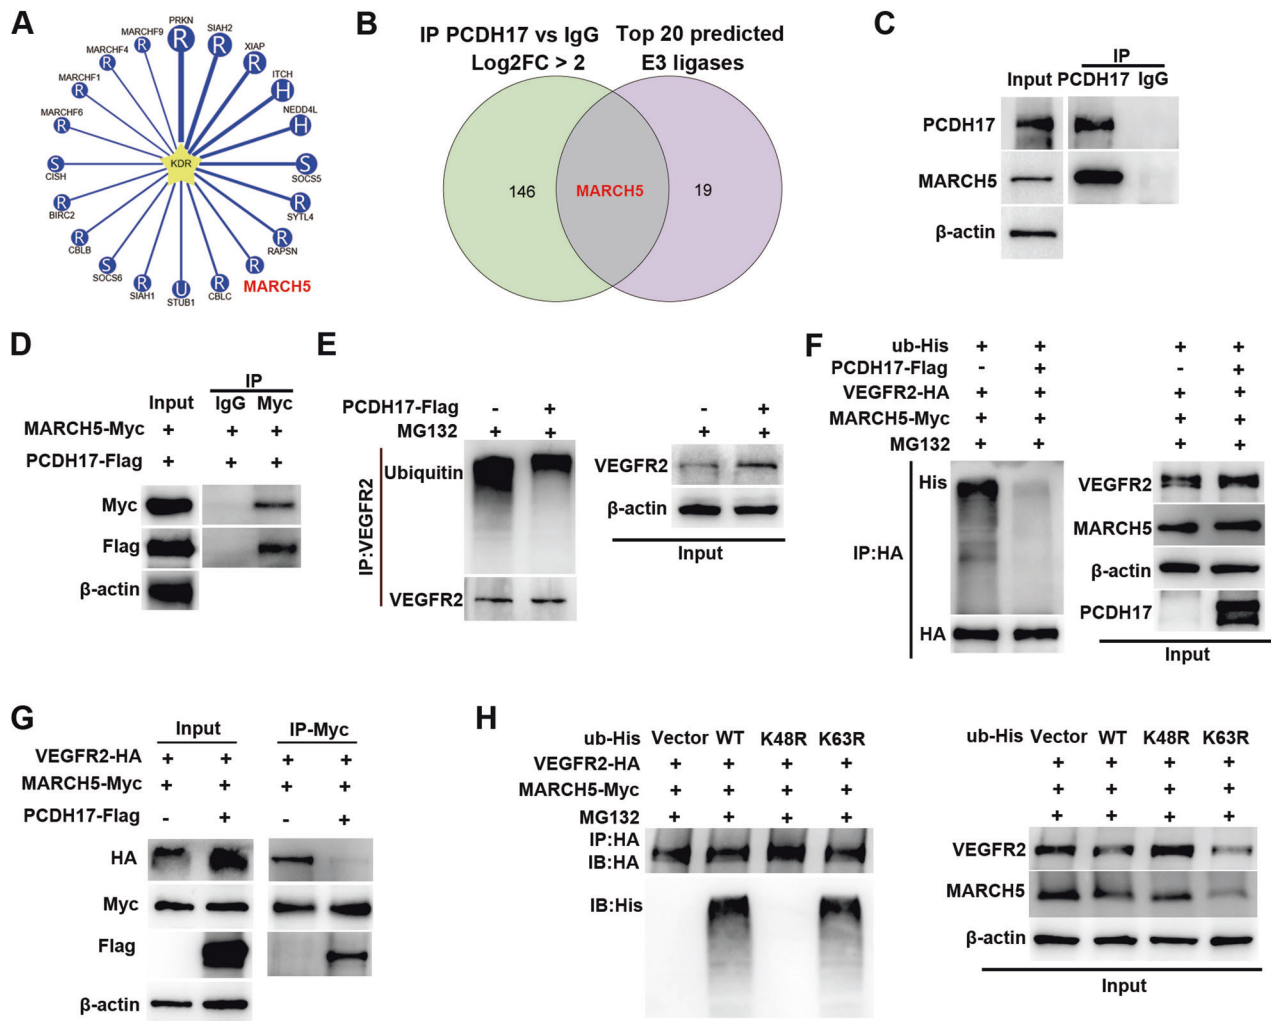 A
PRKN
MARCHF9
SIAH2
MARCHF4
XIAP
MARCHF1
ITCH
MARCHF6
NEDD4L
R R R R R R R H H
KDR
CISH
SOCS5
BIRC2
SYTL4
CBLB
RAPSN
SOCS6
MARCH5
SIAH1
STUB1
CBLC
S S R R R R S R R U R
B
IP PCDH17 vs IgG
Log2FC > 2
Top 20 predicted
E3 ligases
146
MARCH5
19
C
IP
Input PCDH17 IgG
PCDH17
MARCH5
β-actin
D
IP
Input IgG Myc
MARCH5-Myc + + +
PCDH17-Flag + + +
Myc
Flag
β-actin
E
PCDH17-Flag - +
MG132 + +
IP:VEGFR2
Ubiquitin
VEGFR2
- +
+ +
VEGFR2
β-actin
Input
F
ub-His + + + +
PCDH17-Flag - + - +
VEGFR2-HA + + + +
MARCH5-Myc + + + +
MG132 + + + +
IP:HA
His
HA
VEGFR2
MARCH5
β-actin
PCDH17
Input
G
Input IP-Myc
VEGFR2-HA + + + +
MARCH5-Myc + + + +
PCDH17-Flag - + - +
HA
Myc
Flag
β-actin
H
ub-His Vector WT K48R K63R
VEGFR2-HA + + + +
MARCH5-Myc + + + +
MG132 + + + +
IP:HA
IB:HA
IB:His
ub-His Vector WT K48R K63R
+ + + +
+ + + +
+ + + +
VEGFR2
MARCH5
β-actin
Input